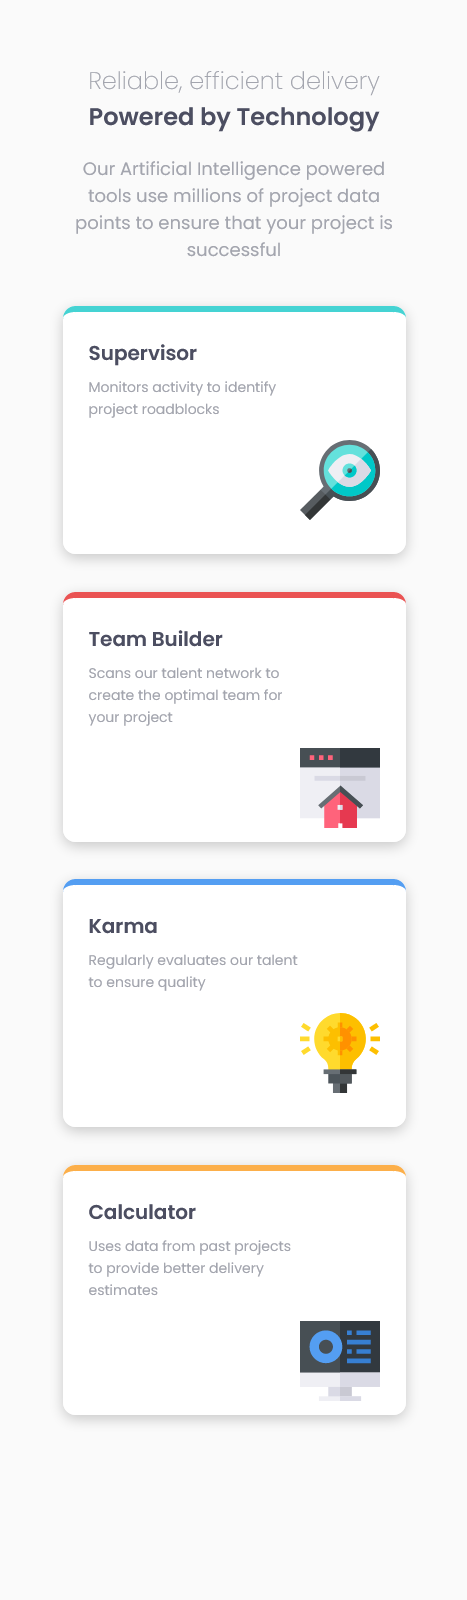 Reliable, efficient delivery
Powered by Technology
Our Artificial Intelligence powered
tools use millions of project data
points to ensure that your project is
successful
Supervisor
Monitors activity to identify
project roadblocks
Team Builder
Scans our talent network to
create the optimal team for
your project
Karma
Regularly evaluates our talent
to ensure quality
Calculator
Uses data from past projects
to provide better delivery
estimates